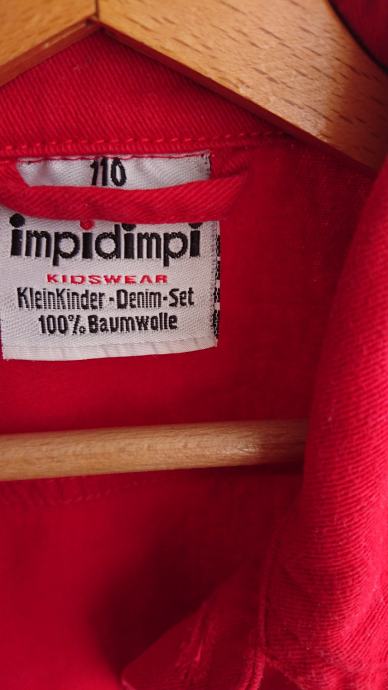 110
impidimpi
KIDSWEAR
KleinKinder-Denim-Set
100% Baumwolle